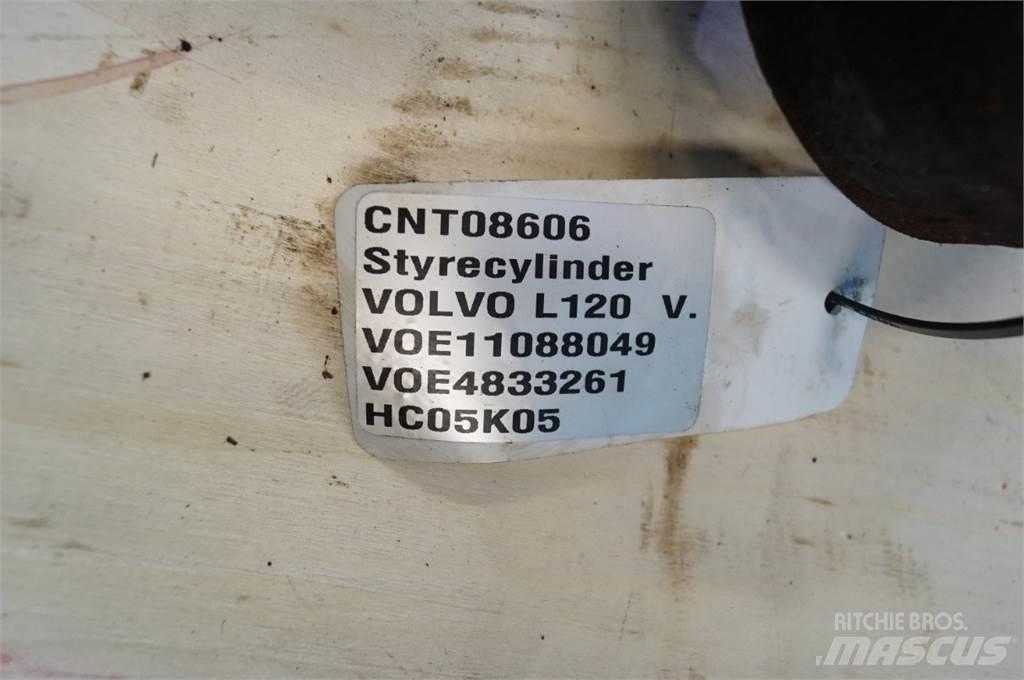 CNT08606
Styrecylinder
VOLVO L120 V.
VOE11088049
VOE4833261
HC05K05
RITCHIE BROS.
MASCUS